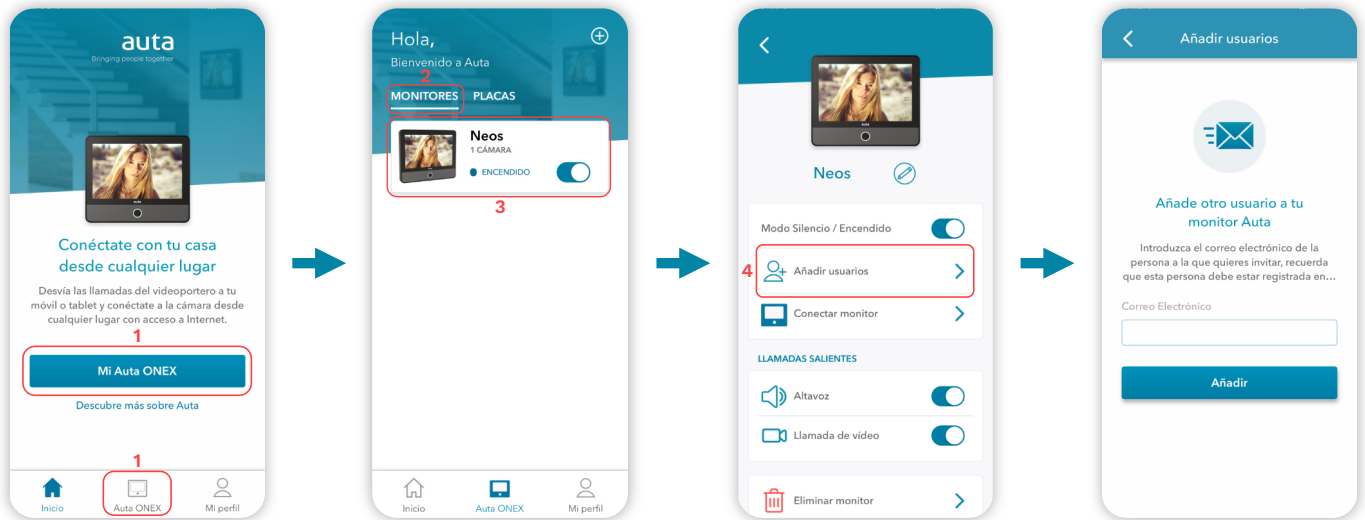 auta
Bringing people together
auta
Conéctate con tu casa
desde cualquier lugar
Desvía las llamadas del videoportero a tu
móvil o tablet y conéctate a la cámara desde
cualquier lugar con acceso a Internet.
1
Mi Auta ONEX
Descubre más sobre Auta
1
Inicio
Auta ONEX
Mi perfil
Hola,
Bienvenido a Auta
2
MONITORES
PLACAS
Neos
1 CÁMARA
ENCENDIDO
3
Inicio
Auta ONEX
Mi perfil
auta
Neos
Modo Silencio / Encendido
4
Añadir usuarios
Conectar monitor
LLAMADAS SALIENTES
Altavoz
Llamada de vídeo
Eliminar monitor
Añadir usuarios
Añade otro usuario a tu
monitor Auta
Introduzca el correo electrónico de la
persona a la que quieres invitar, recuerda
que esta persona debe estar registrada en...
Correo Electrónico
Añadir